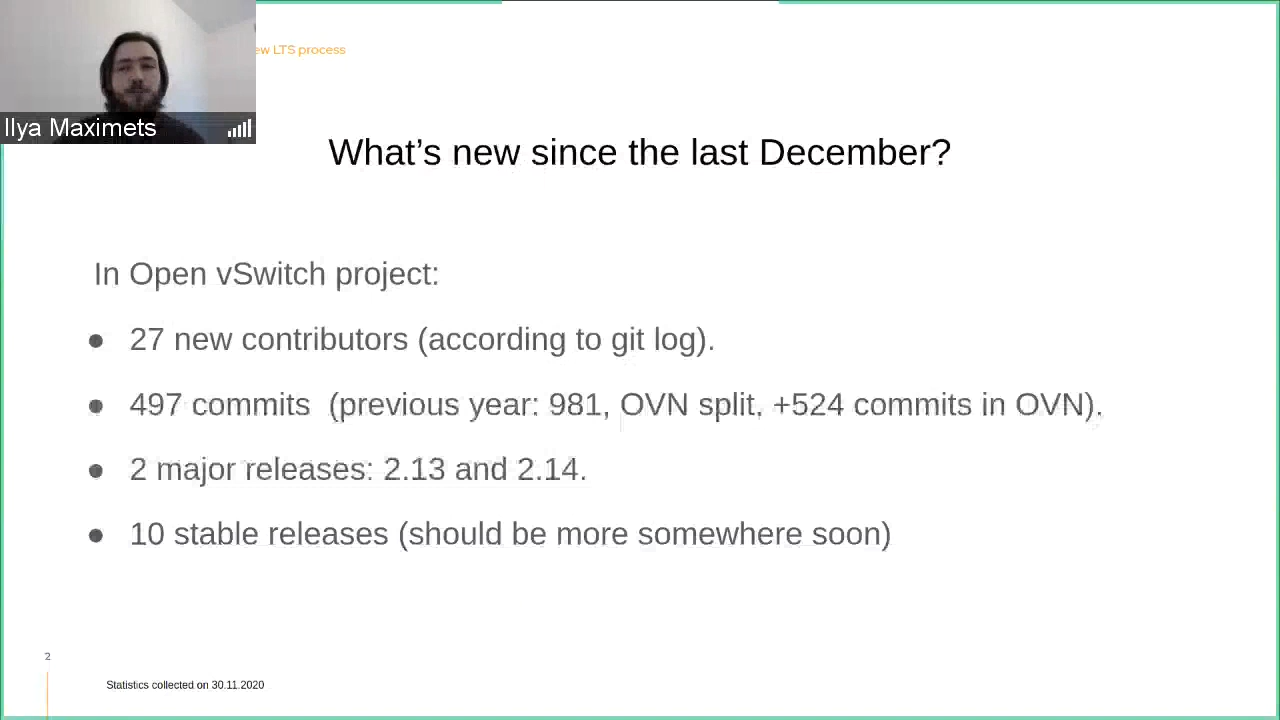 ew LTS process
Ilya Maximets
What’s new since the last December?
In Open vSwitch project:
● 27 new contributors (according to git log).
● 497 commits  (previous year: 981, OVN split, +524 commits in OVN).
● 2 major releases: 2.13 and 2.14.
● 10 stable releases (should be more somewhere soon)
2
Statistics collected on 30.11.2020